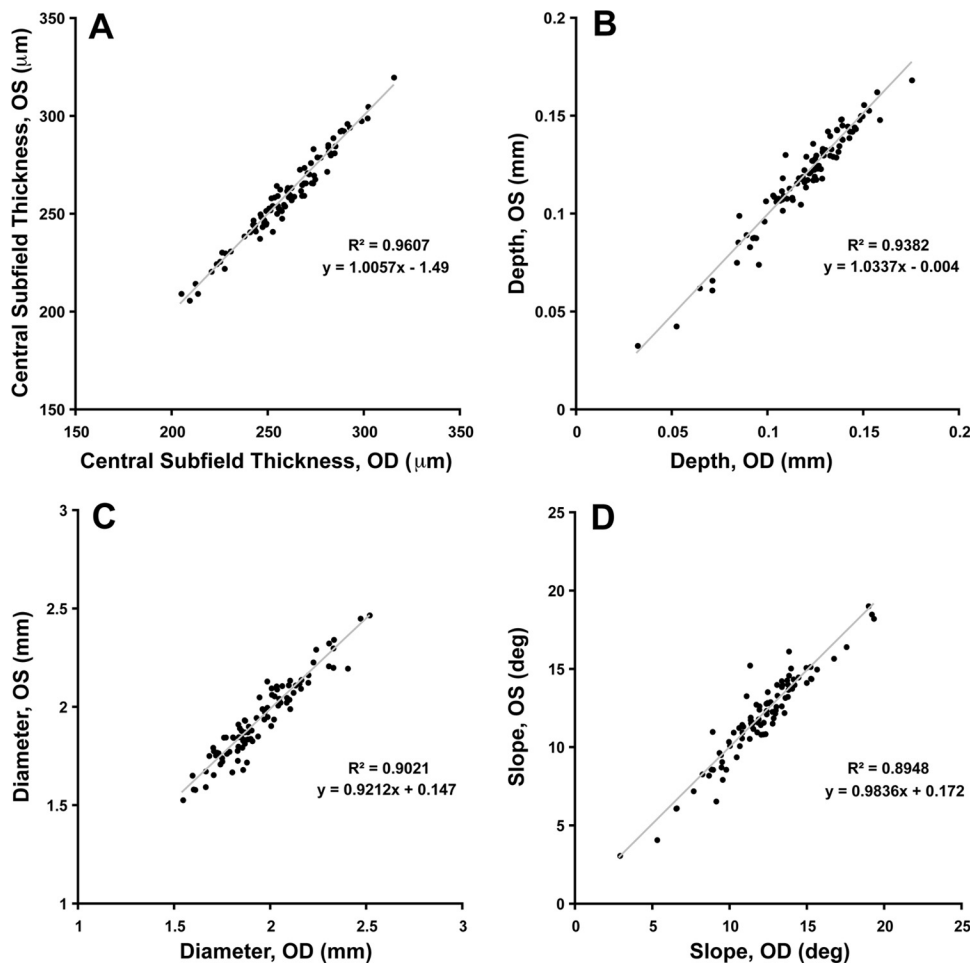 A
Central Subfield Thickness, OS (μm)
350
300
250
200
150
R² = 0.9607
y = 1.0057x - 1.49
150
200
250
300
350
Central Subfield Thickness, OD (μm)
B
Depth, OS (mm)
0.2
0.15
0.1
0.05
0
R² = 0.9382
y = 1.0337x - 0.004
0
0.05
0.1
0.15
0.2
Depth, OD (mm)
C
Diameter, OS (mm)
3
2.5
2
1.5
1
R² = 0.9021
y = 0.9212x + 0.147
1
1.5
2
2.5
3
Diameter, OD (mm)
D
Slope, OS (deg)
25
20
15
10
5
0
R² = 0.8948
y = 0.9836x + 0.172
0
5
10
15
20
25
Slope, OD (deg)